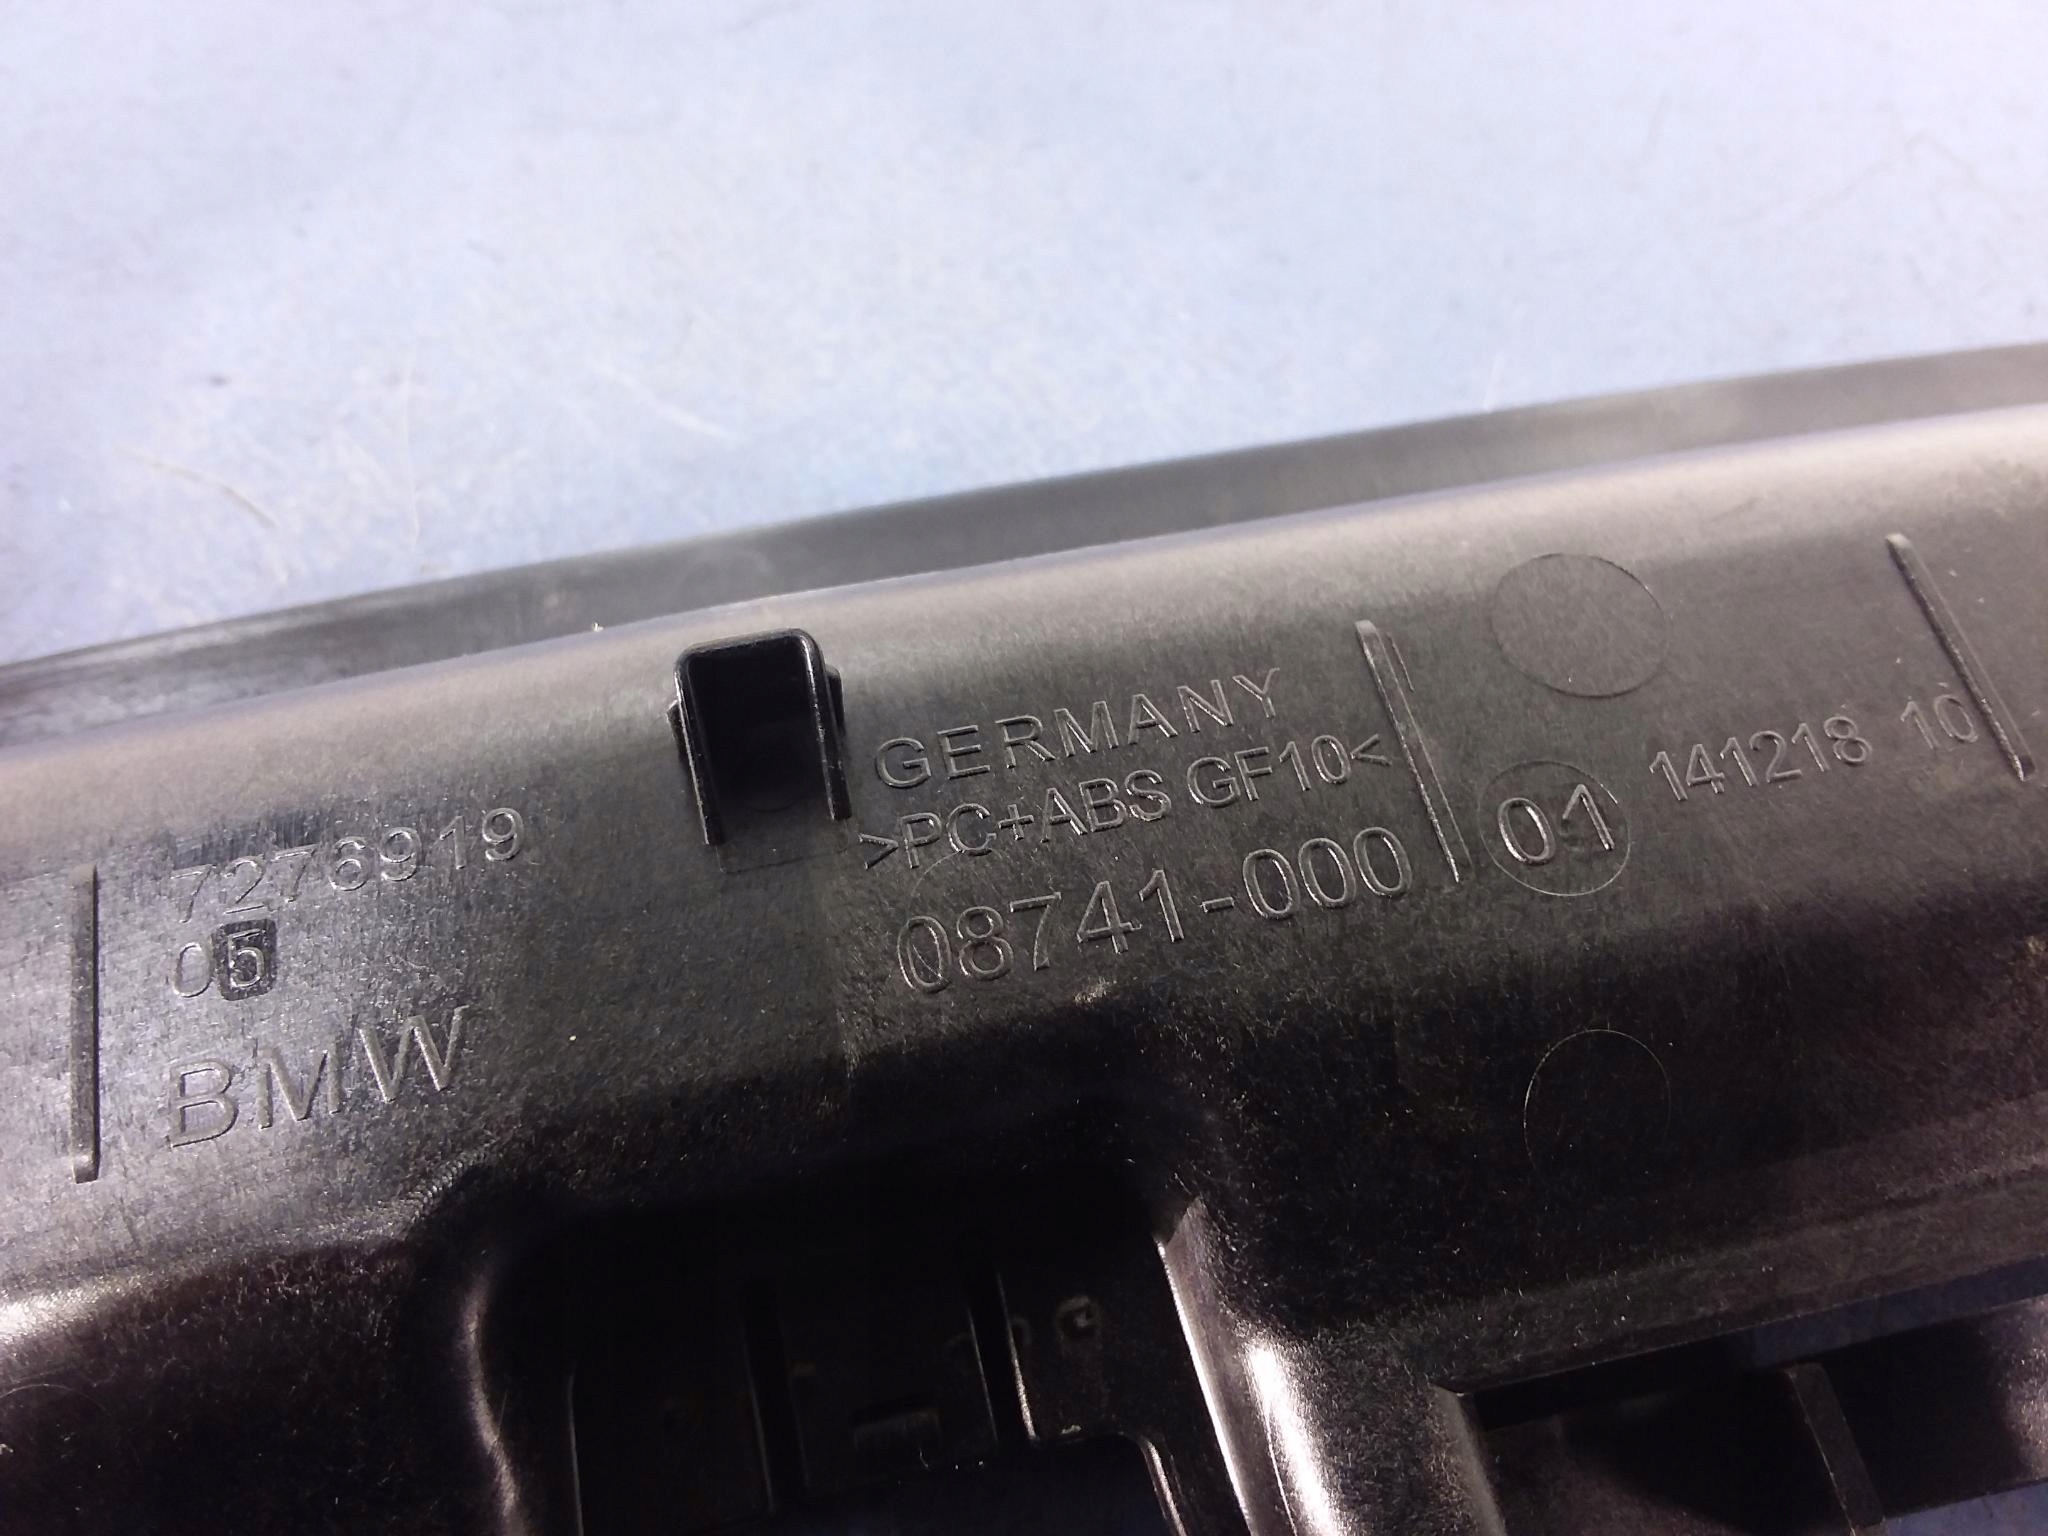 7276919
05
BMW
GERMANY
>PC+ABS GF10<
08741-000
01
141218 10